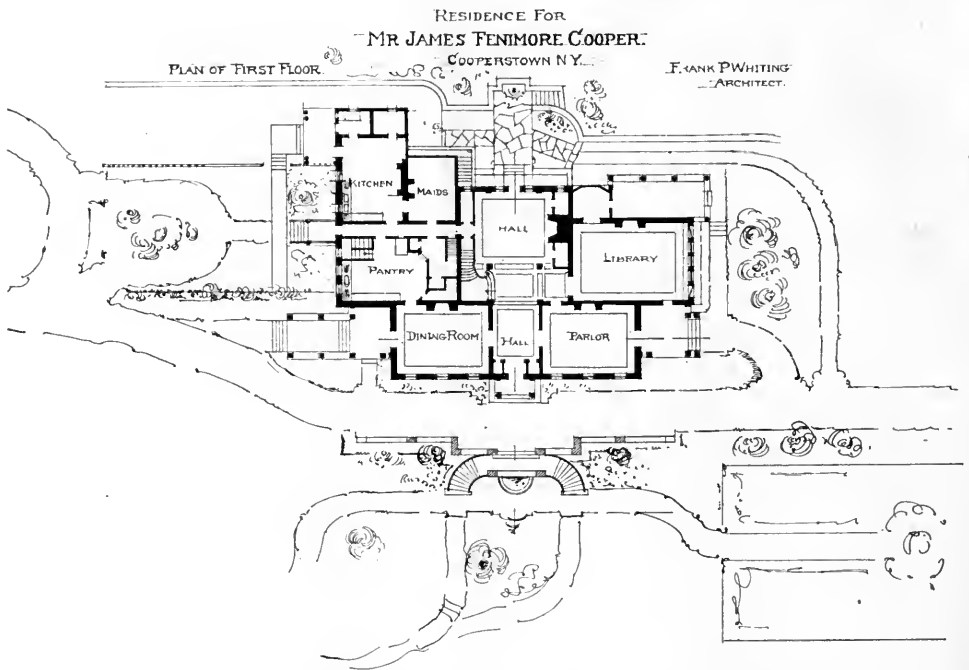 RESIDENCE FOR
MR JAMES FENIMORE COOPER.
COOPERSTOWN N.Y.
PLAN OF FIRST FLOOR.
FRANK P WHITING
ARCHITECT.
KITCHEN
MAIDS
HALL
LIBRARY
PANTRY
DINING ROOM
HALL
PARLOR